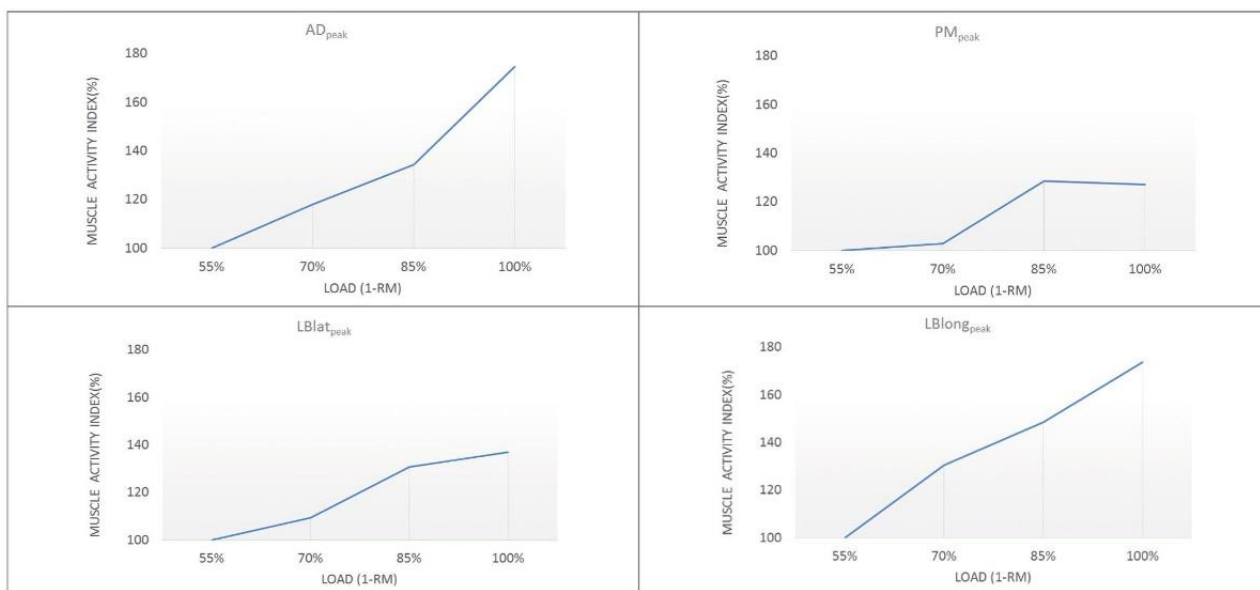 ADpeak
MUSCLE ACTIVITY INDEX(%)
180
160
140
120
100
55% 70% 85% 100%
LOAD (1-RM)
PMpeak
MUSCLE ACTIVITY INDEX(%)
180
160
140
120
100
55% 70% 85% 100%
LOAD (1-RM)
LBlatpeak
MUSCLE ACTIVITY INDEX(%)
180
160
140
120
100
55% 70% 85% 100%
LOAD (1-RM)
LBlongpeak
MUSCLE ACTIVITY INDEX(%)
180
160
140
120
100
55% 70% 85% 100%
LOAD (1-RM)